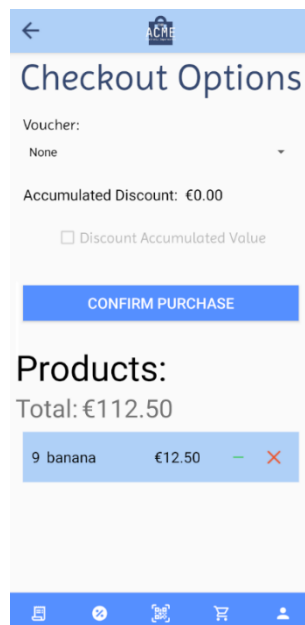 ACME
Checkout Options
Voucher:
None
Accumulated Discount: €0.00
Discount Accumulated Value
CONFIRM PURCHASE
Products:
Total: €112.50
9 banana €12.50